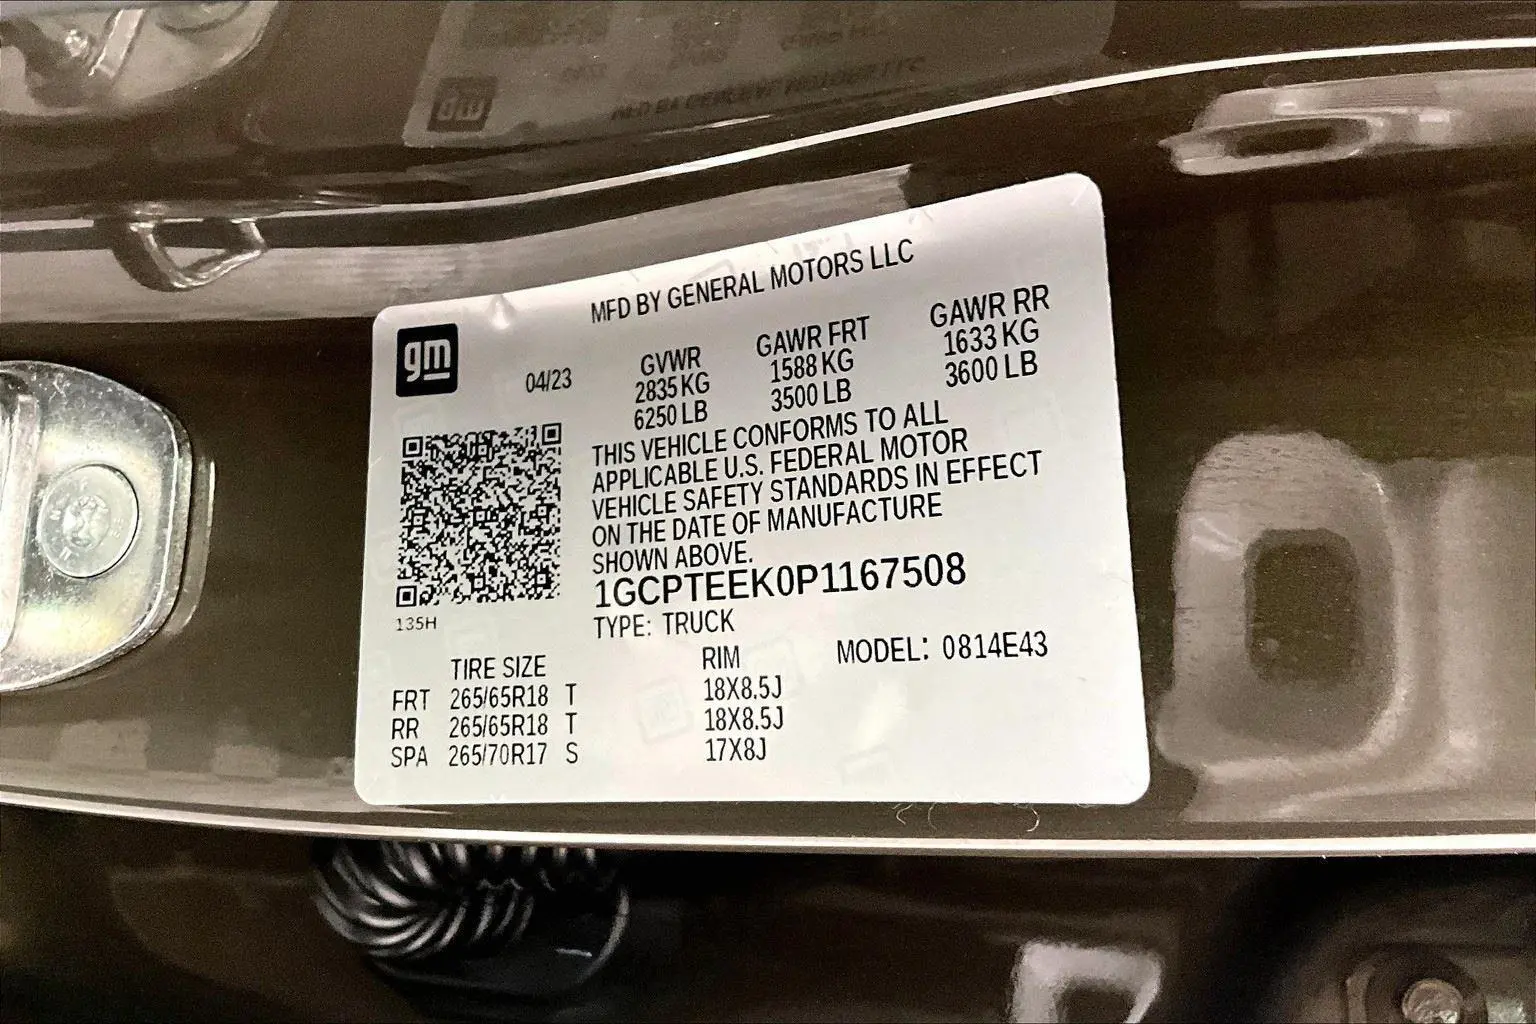 MFD BY GENERAL MOTORS LLC
gm
04/23
GVWR
2835 KG
6250 LB
GAWR FRT
1588 KG
3500 LB
GAWR RR
1633 KG
3600 LB
THIS VEHICLE CONFORMS TO ALL
APPLICABLE U.S. FEDERAL MOTOR
VEHICLE SAFETY STANDARDS IN EFFECT
ON THE DATE OF MANUFACTURE
SHOWN ABOVE.
1GCPTEEK0P1167508
TYPE: TRUCK
MODEL: 0814E43
135H
TIRE SIZE RIM
FRT 265/65R18 T 18X8.5J
RR 265/65R18 T 18X8.5J
SPA 265/70R17 S 17X8J